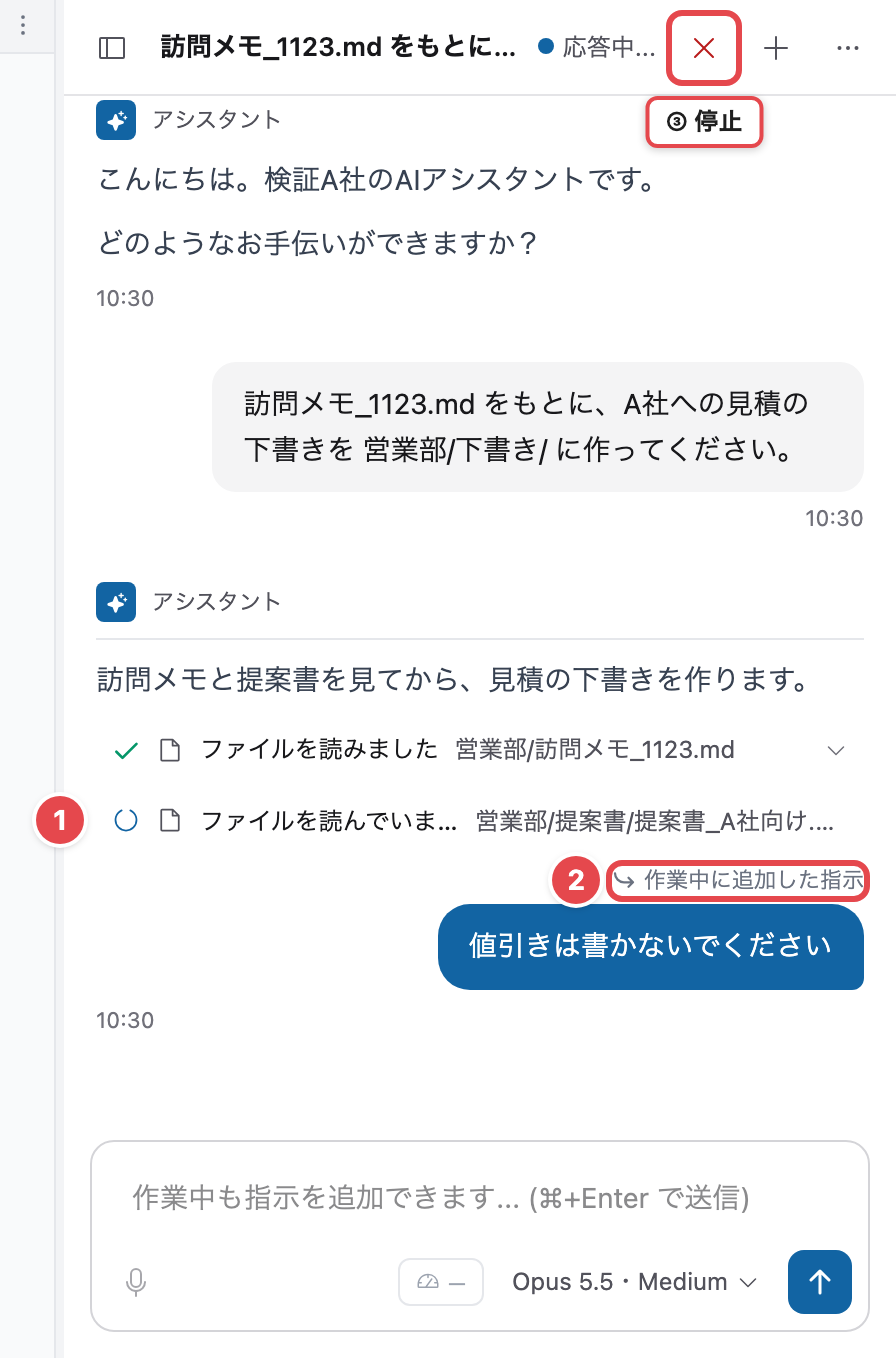 訪問メモ_1123.md をもとに... 応答中...
③ 停止
アシスタント
こんにちは。検証A社のAIアシスタントです。
どのようなお手伝いができますか？
10:30
訪問メモ_1123.md をもとに、A社への見積の
下書きを 営業部/下書き/ に作ってください。
10:30
アシスタント
訪問メモと提案書を見てから、見積の下書きを作ります。
ファイルを読みました 営業部/訪問メモ_1123.md
1 ファイルを読んでいま... 営業部/提案書/提案書_A社向け....
2 作業中に追加した指示
値引きは書かないでください
10:30
作業中も指示を追加できます... (⌘+Enter で送信)
— Opus 5.5・Medium